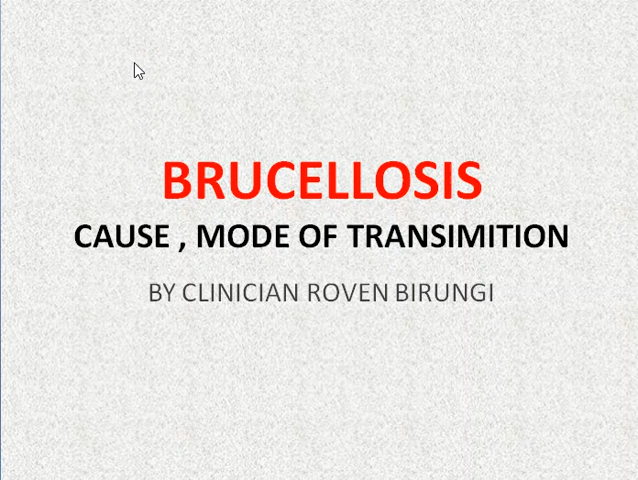 BRUCELLOSIS
CAUSE , MODE OF TRANSIMITION
BY CLINICIAN ROVEN BIRUNGI